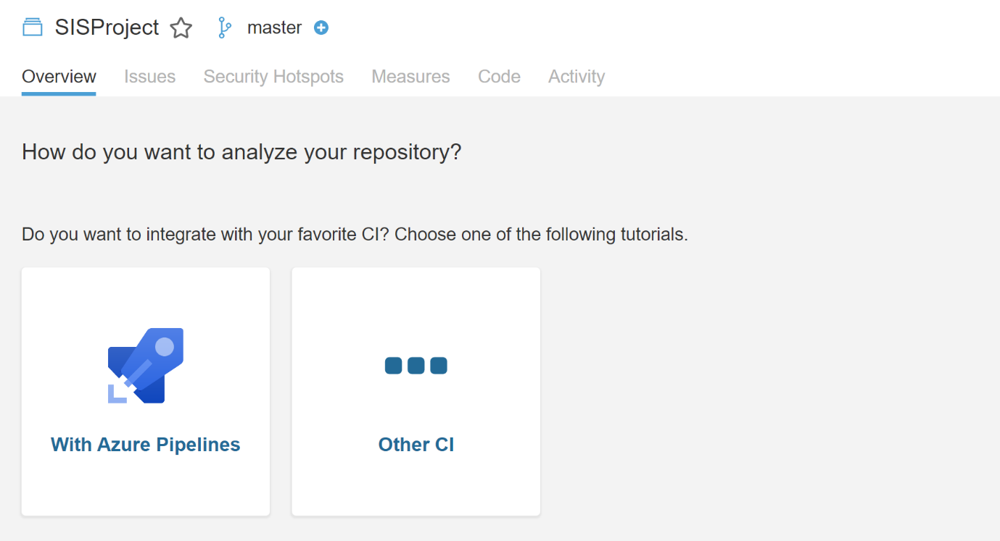 SISProject master
Overview Issues Security Hotspots Measures Code Activity
How do you want to analyze your repository?
Do you want to integrate with your favorite CI? Choose one of the following tutorials.
With Azure Pipelines Other CI